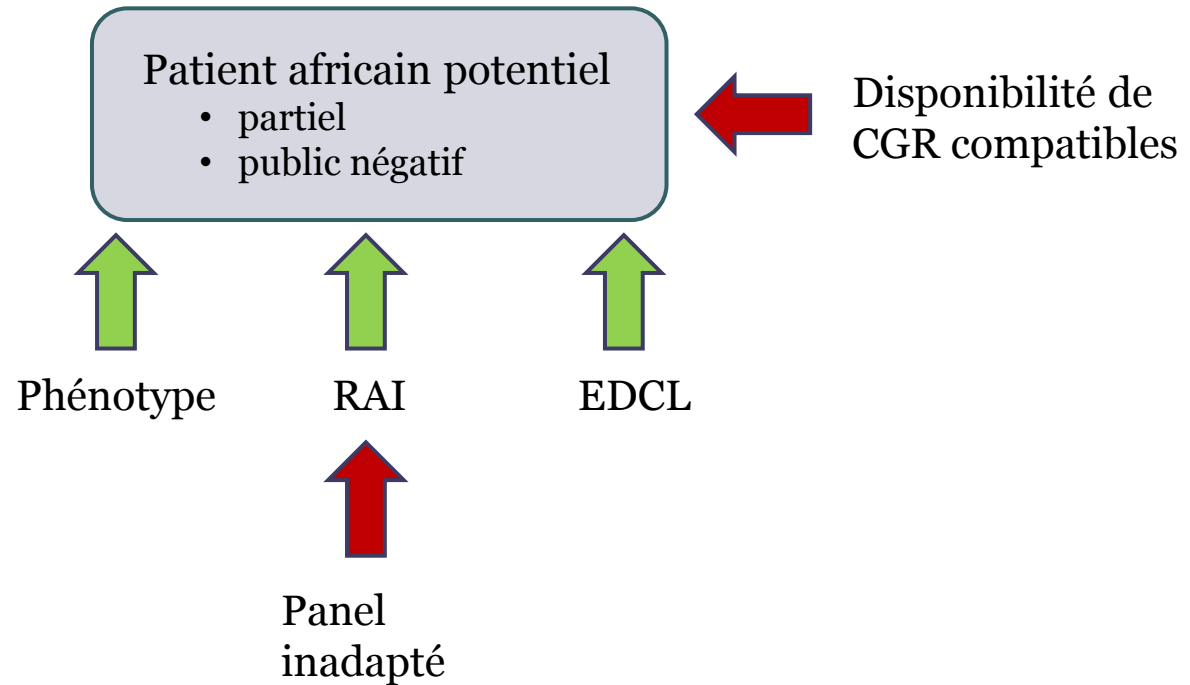 Patient africain potentiel
• partiel
• public négatif
Disponibilité de
CGR compatibles
Phénotype
RAI
EDCL
Panel
inadapté